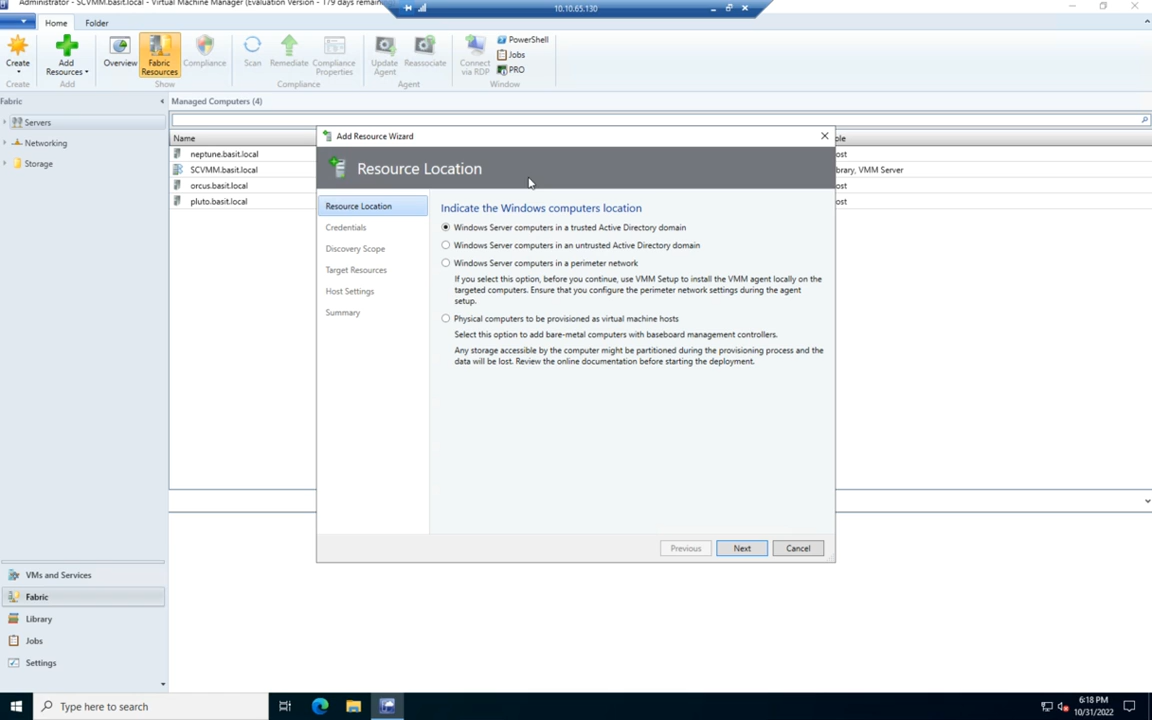 Administrator - SCVMM.basit.local - Virtual Machine Manager (Evaluation Version - 179 days remain
10.10.65.130
Home Folder
Create
Add Resources
Overview
Fabric Resources
Compliance
Scan
Remediate
Compliance Properties
Update Agent
Reassociate
Connect via RDP
PowerShell
Jobs
PRO
Create
Add
Show
Compliance
Agent
Window
Fabric
Managed Computers (4)
Servers
Networking
Storage
Name
neptune.basit.local
SCVMM.basit.local
orcus.basit.local
pluto.basit.local
ole
ost
brary, VMM Server
ost
ost
Add Resource Wizard
Resource Location
Resource Location
Credentials
Discovery Scope
Target Resources
Host Settings
Summary
Indicate the Windows computers location
Windows Server computers in a trusted Active Directory domain
Windows Server computers in an untrusted Active Directory domain
Windows Server computers in a perimeter network
If you select this option, before you continue, use VMM Setup to install the VMM agent locally on the
targeted computers. Ensure that you configure the perimeter network settings during the agent
setup.
Physical computers to be provisioned as virtual machine hosts
Select this option to add bare-metal computers with baseboard management controllers.
Any storage accessible by the computer might be partitioned during the provisioning process and the
data will be lost. Review the online documentation before starting the deployment.
Previous Next Cancel
VMs and Services
Fabric
Library
Jobs
Settings
Type here to search
6:18 PM
10/31/2022